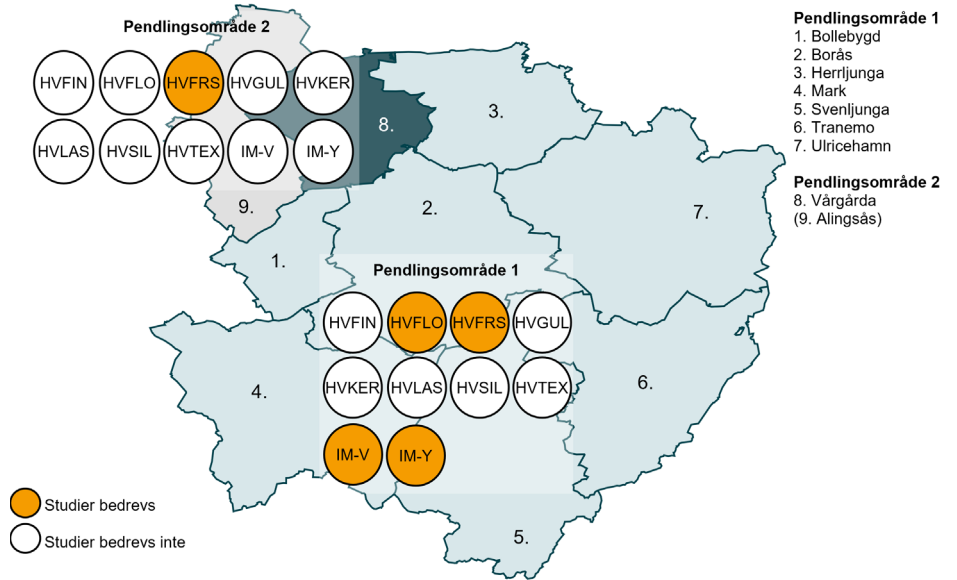 Pendlingsområde 2
HVFIN HVFLO HVFRS HVGUL HVKER
HVLAS HVSIL HVTEX IM-V IM-Y
8.
3.
9.
2.
7.
1.
Pendlingsområde 1
HVFIN HVFLO HVFRS HVGUL
HVKER HVLAS HVSIL HVTEX
IM-V IM-Y
4.
6.
5.
Studier bedrevs
Studier bedrevs inte
Pendlingsområde 1
1. Bollebygd
2. Borås
3. Herrljunga
4. Mark
5. Svenljunga
6. Tranemo
7. Ulricehamn
Pendlingsområde 2
8. Vårgårda
(9. Alingsås)